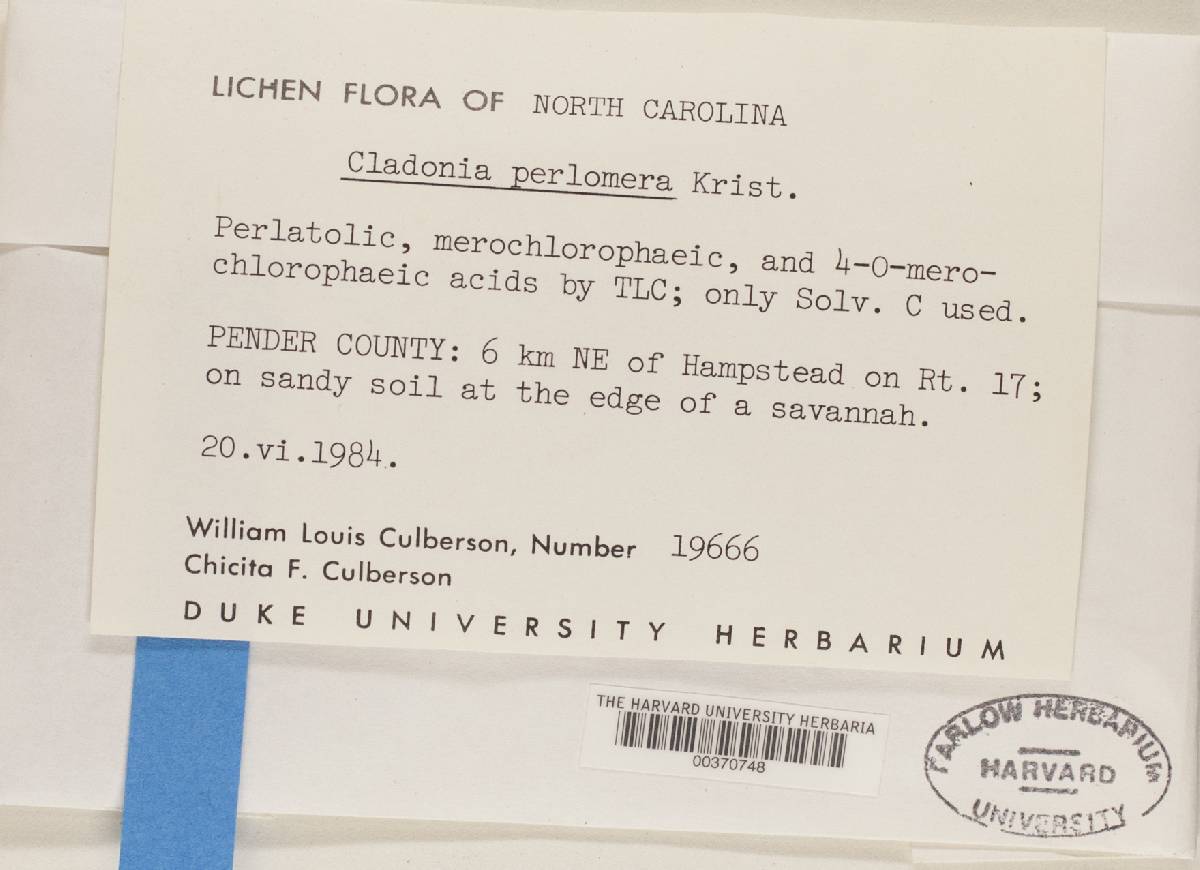 LICHEN FLORA OF NORTH CAROLINA
Cladonia perlomera Krist.
Perlatolic, merochlorophaeic, and 4-O-mero-
chlorophaeic acids by TLC; only Solv. C used.
PENDER COUNTY: 6 km NE of Hampstead on Rt. 17;
on sandy soil at the edge of a savannah.
20.vi.1984.
William Louis Culberson, Number 19666
Chicita F. Culberson
DUKE UNIVERSITY HERBARIUM
THE HARVARD UNIVERSITY HERBARIA
00370748
FARLOW HERBARIUM
HARVARD
UNIVERSITY